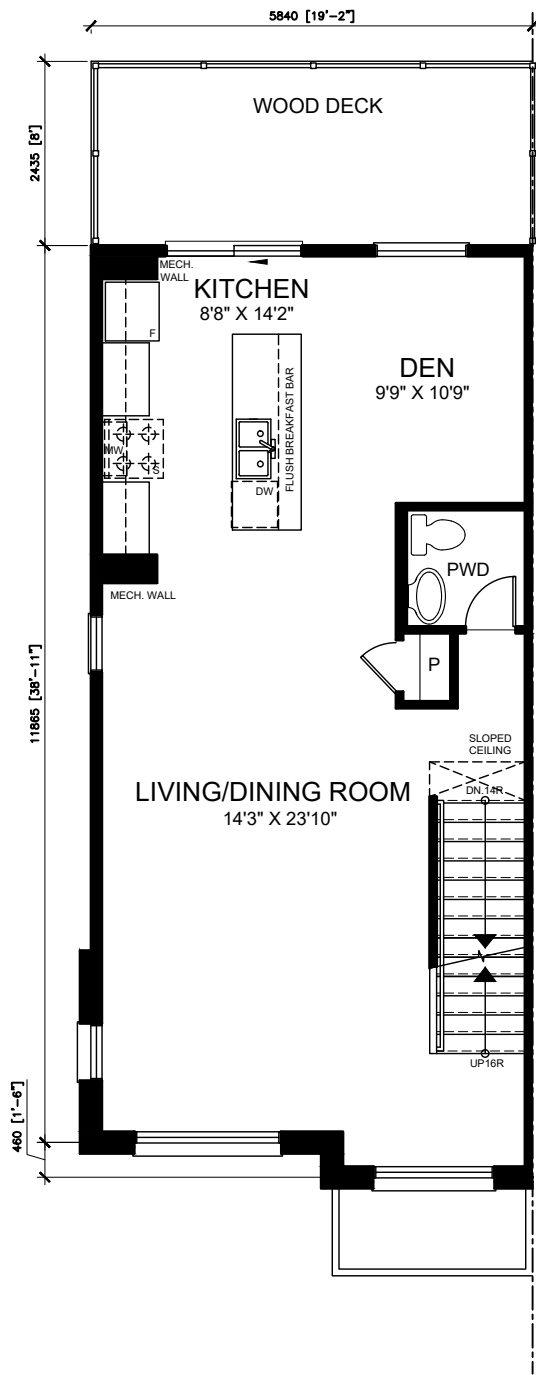 5840 [19'-2"]
2435 [8']
WOOD DECK
MECH.
WALL
KITCHEN
8'8" X 14'2"
F
DEN
9'9" X 10'9"
FLUSH BREAKFAST BAR
MW
S
DW
MECH. WALL
PWD
P
11865 [38'-11"]
SLOPED
CEILING
DN.14R
LIVING/DINING ROOM
14'3" X 23'10"
UP16R
460 [1'-6"]